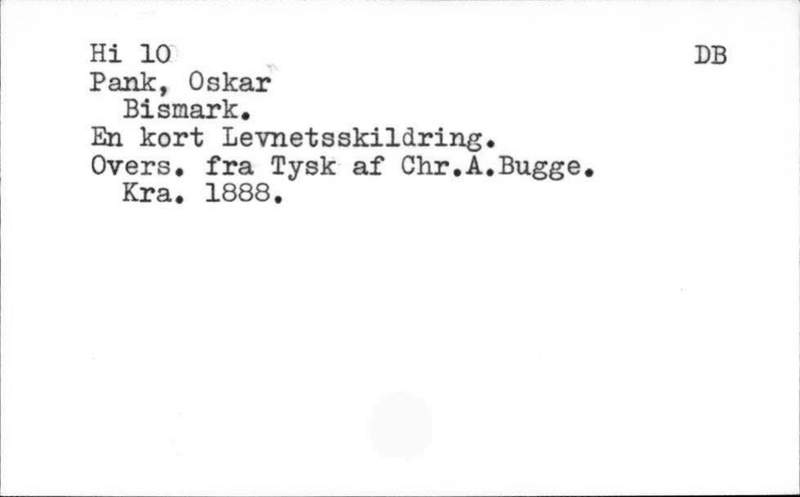 Hi 10 DB
Pank, Oskar
Bismark.
En kort Levnetsskildring.
Overs. fra Tysk af Chr.A.Bugge.
Kra. 1888.